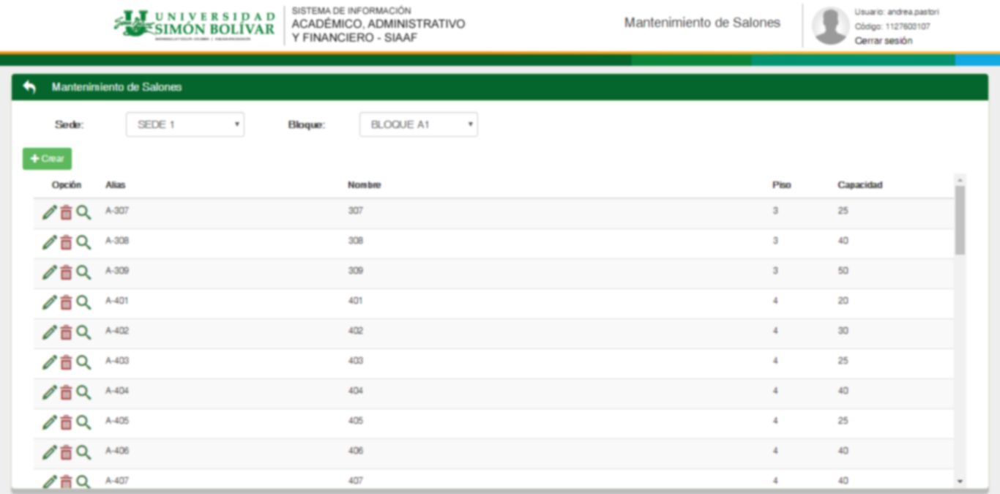 UNIVERSIDAD
SIMÓN BOLÍVAR
SISTEMA DE INFORMACIÓN
ACADÉMICO, ADMINISTRATIVO
Y FINANCIERO - SIAAF
Mantenimiento de Salones
Usuario: andrea.pastori
Código: 1127603107
Cerrar sesión
Mantenimiento de Salones
Sede: SEDE 1 Bloque: BLOQUE A1
+ Crear
Opción Alias Nombre Piso Capacidad
A-307 307 3 25
A-308 308 3 40
A-309 309 3 50
A-401 401 4 20
A-402 402 4 30
A-403 403 4 25
A-404 404 4 40
A-405 405 4 25
A-406 406 4 40
A-407 407 4 40